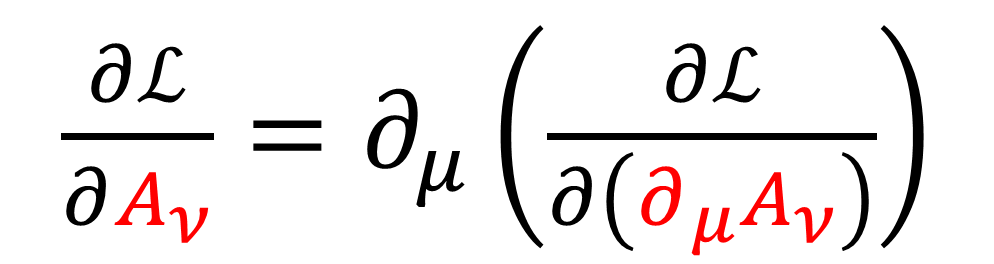 ∂ℒ/∂A_ν = ∂_μ (∂ℒ/∂(∂_μ A_ν))